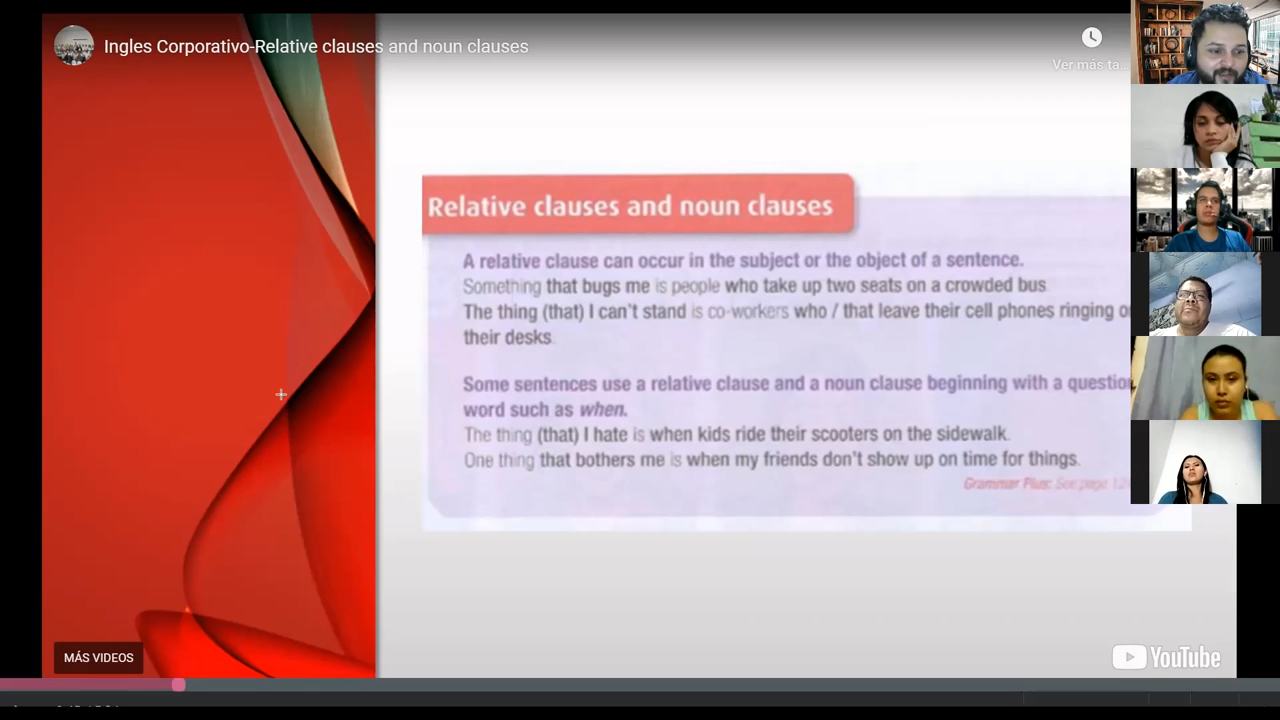 Ingles Corporativo-Relative clauses and noun clauses
Ver más ta...
Relative clauses and noun clauses
A relative clause can occur in the subject or the object of a sentence.
Something that bugs me is people who take up two seats on a crowded bus
The thing (that) I can't stand is co-workers who / that leave their cell phones ringing
their desks.
Some sentences use a relative clause and a noun clause beginning with a
word such as when.
The thing (that) I hate is when kids ride their scooters on the sidewalk.
One thing that bothers me is when my friends don't show up on time for things.
Grammar Plus: See page
MÁS VIDEOS
YouTube